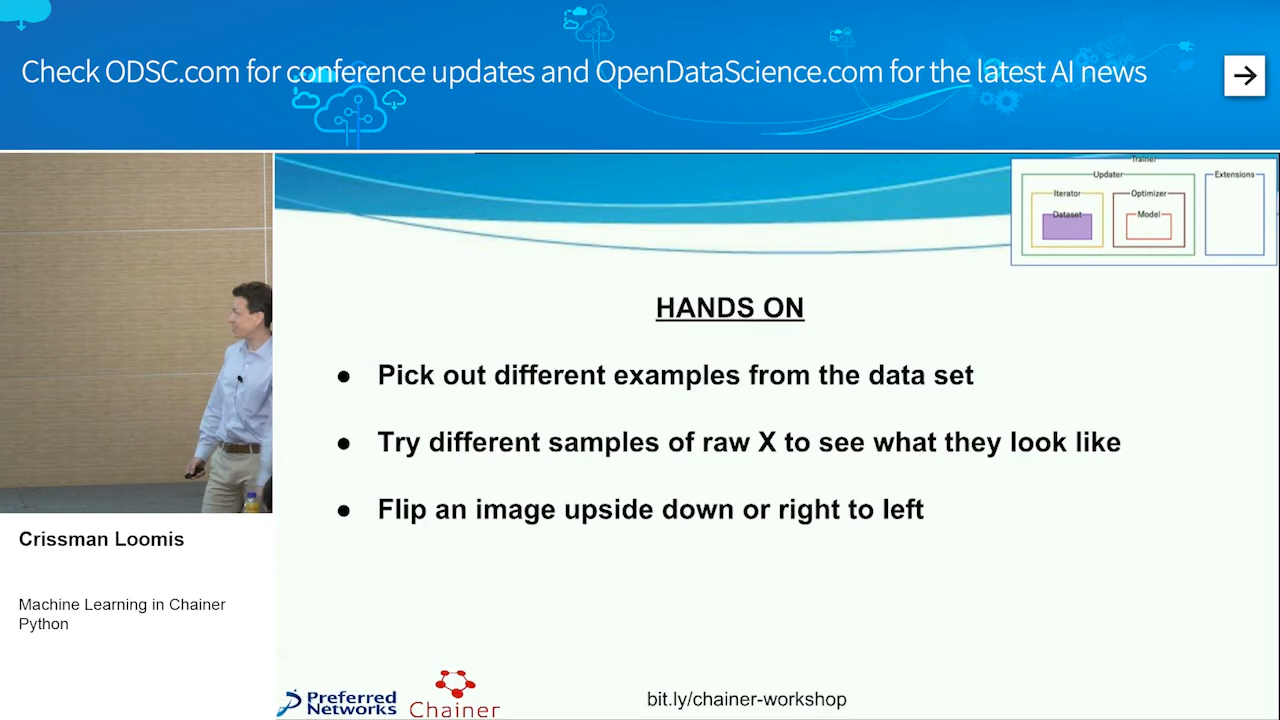 Check ODSC.com for conference updates and OpenDataScience.com for the latest AI news
Trainer
Updater
Extensions
Iterator
Optimizer
Dataset
Model
HANDS ON
● Pick out different examples from the data set
● Try different samples of raw X to see what they look like
● Flip an image upside down or right to left
Crissman Loomis
Machine Learning in Chainer
Python
Preferred
Networks
Chainer
bit.ly/chainer-workshop